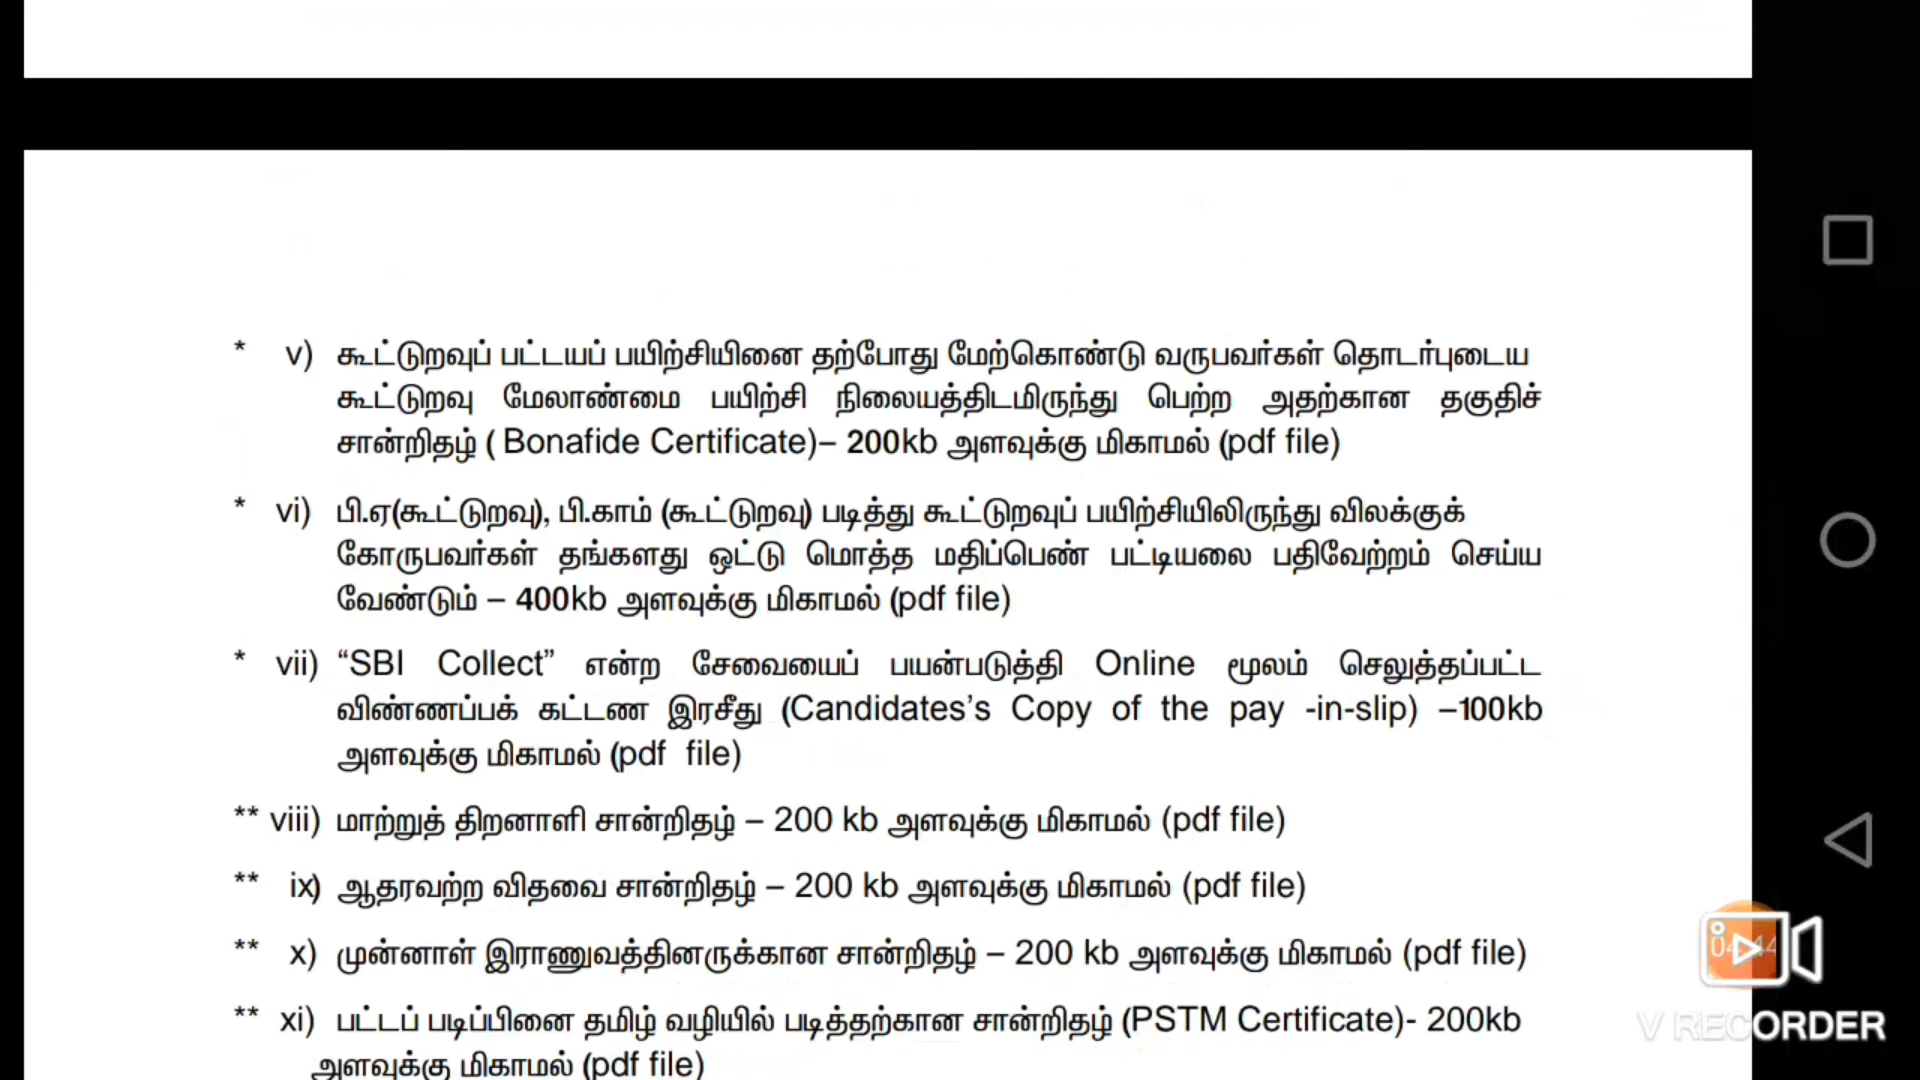 * v) கூட்டுறவுப் பட்டயப் பயிற்சியினை தற்போது மேற்கொண்டு வருபவர்கள் தொடர்புடைய
கூட்டுறவு மேலாண்மை பயிற்சி நிலையத்திடமிருந்து பெற்ற அதற்கான தகுதிச்
சான்றிதழ் ( Bonafide Certificate)– 200kb அளவுக்கு மிகாமல் (pdf file)
* vi) பி.ஏ(கூட்டுறவு), பி.காம் (கூட்டுறவு) படித்து கூட்டுறவுப் பயிற்சியிலிருந்து விலக்குக்
கோருபவர்கள் தங்களது ஒட்டு மொத்த மதிப்பெண் பட்டியலை பதிவேற்றம் செய்ய
வேண்டும் – 400kb அளவுக்கு மிகாமல் (pdf file)
* vii) “SBI Collect” என்ற சேவையைப் பயன்படுத்தி Online மூலம் செலுத்தப்பட்ட
விண்ணப்பக் கட்டண இரசீது (Candidates’s Copy of the pay -in-slip) –100kb
அளவுக்கு மிகாமல் (pdf file)
** viii) மாற்றுத் திறனாளி சான்றிதழ் – 200 kb அளவுக்கு மிகாமல் (pdf file)
** ix) ஆதரவற்ற விதவை சான்றிதழ் – 200 kb அளவுக்கு மிகாமல் (pdf file)
** x) முன்னாள் இராணுவத்தினருக்கான சான்றிதழ் – 200 kb அளவுக்கு மிகாமல் (pdf file)
** xi) பட்டப் படிப்பினை தமிழ் வழியில் படித்தற்கான சான்றிதழ் (PSTM Certificate)- 200kb
அளவுக்கு மிகாமல் (pdf file)
V RECORDER